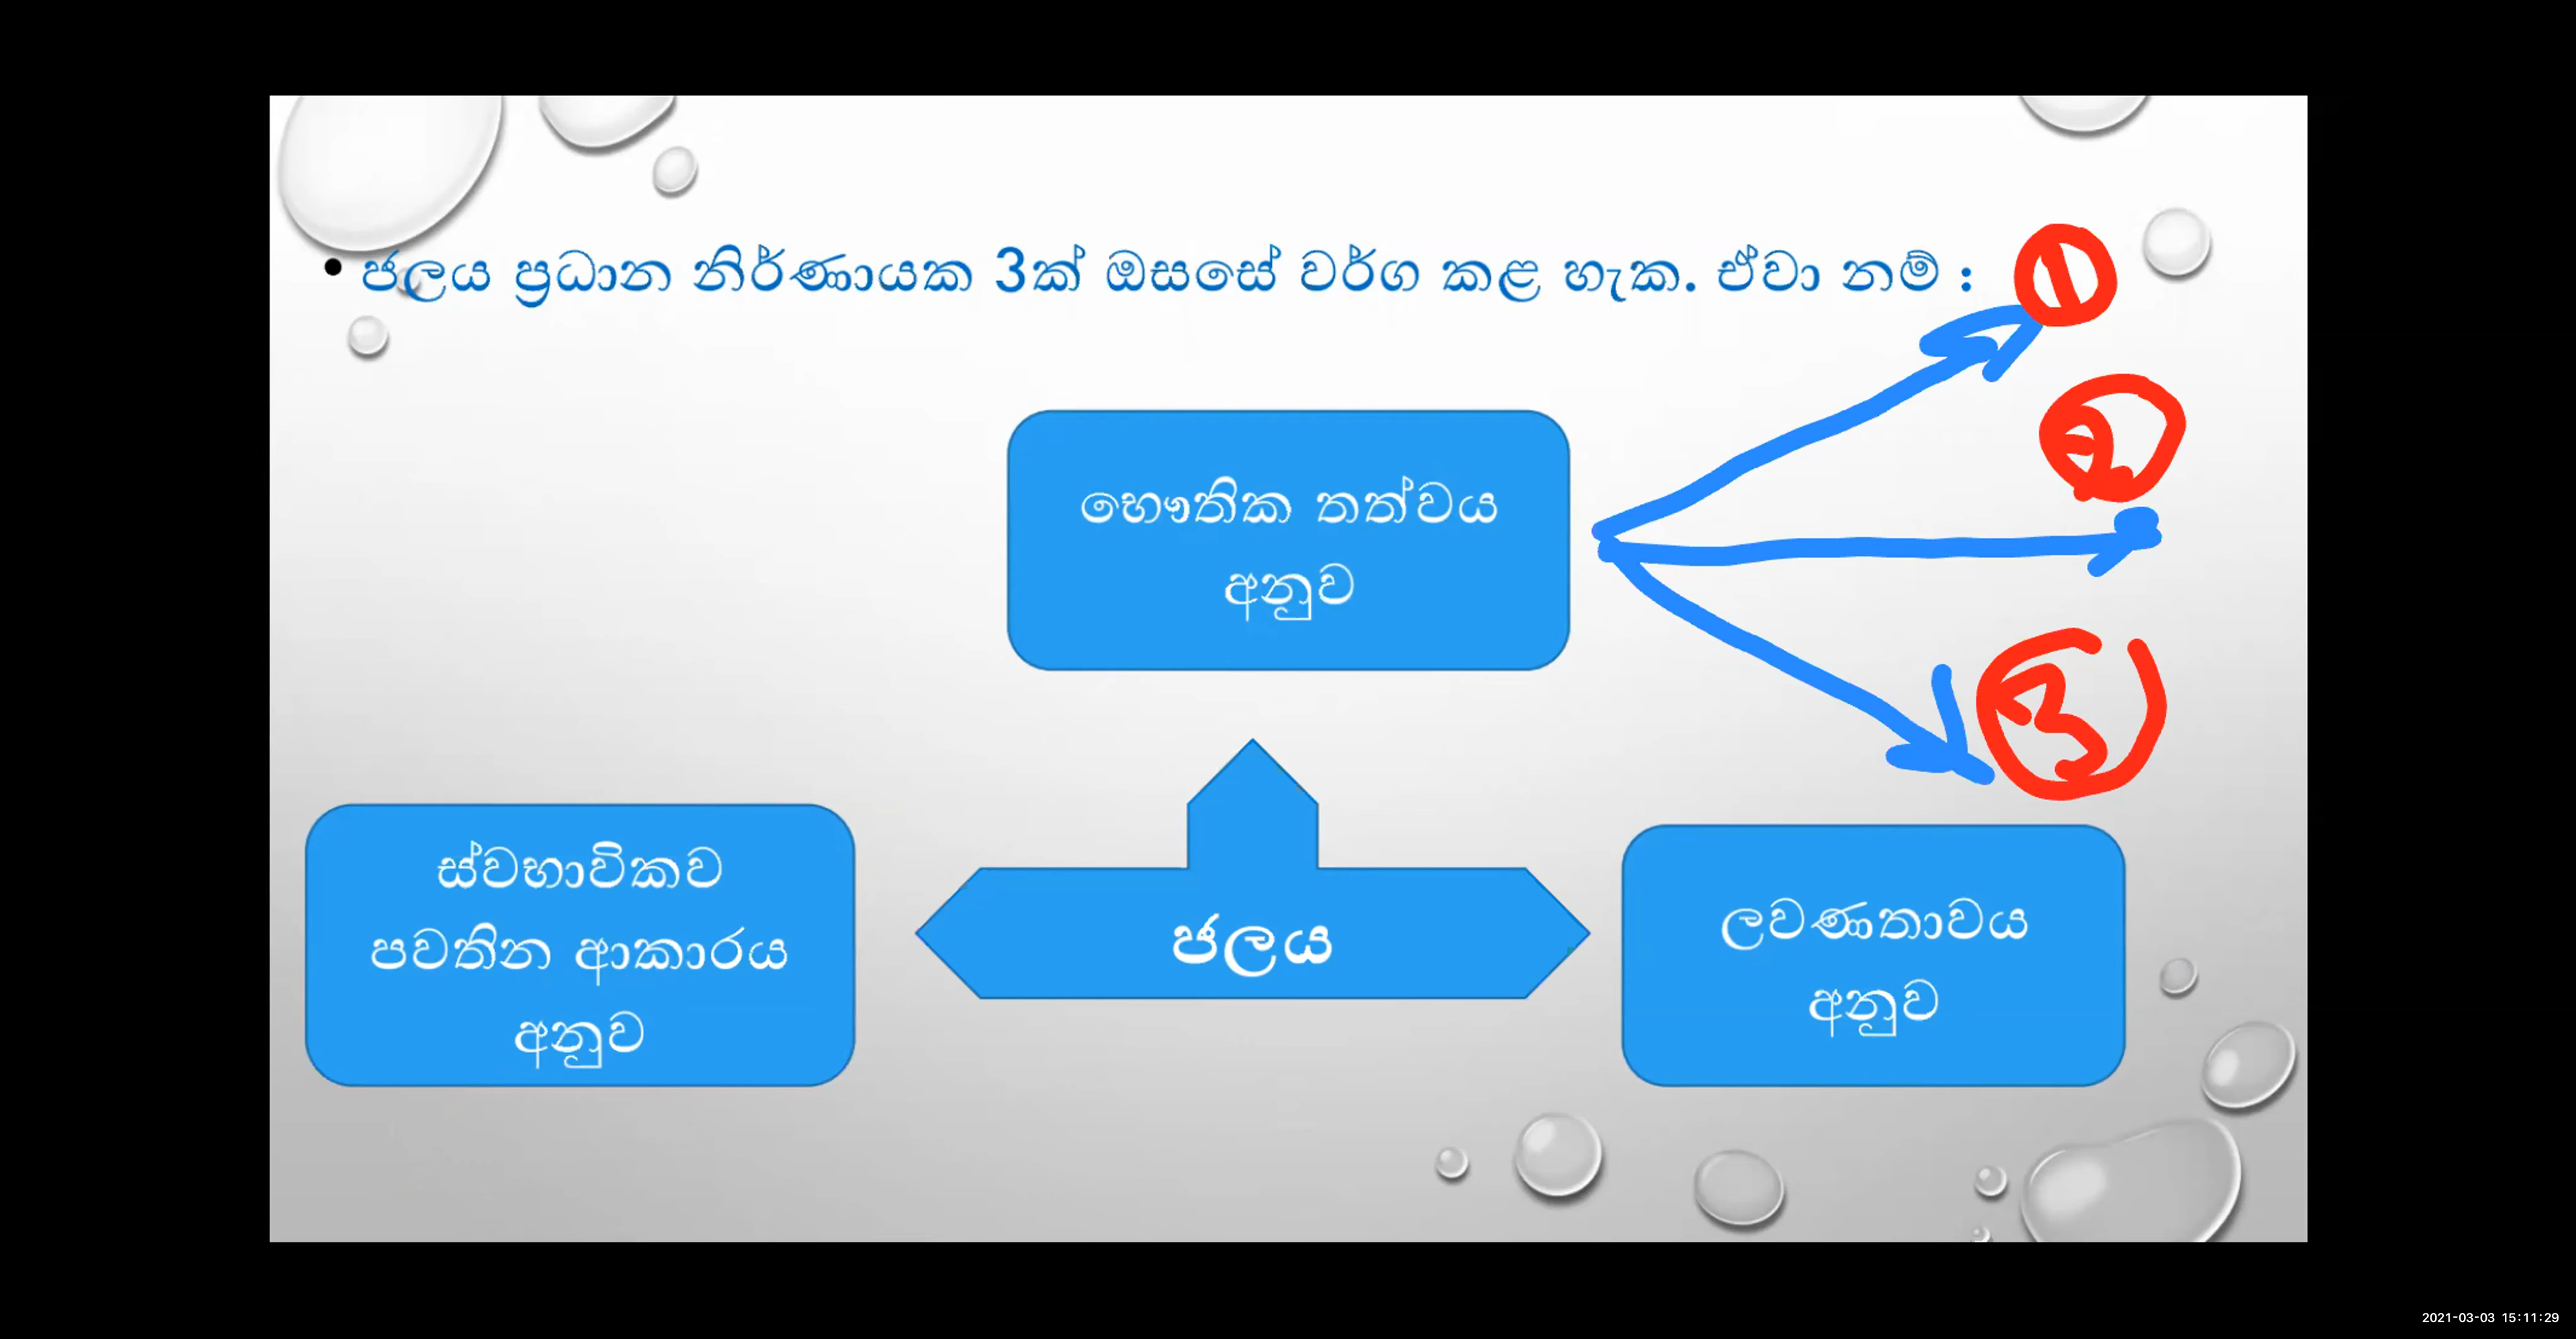 • ජලය ප්‍රධාන නිර්ණායක 3ක් ඔසසේ වර්ග කළ හැක. ඒවා නම් :
1
2
3
භෞතික තත්වය
අනුව
ස්වභාවිකව
පවතින ආකාරය
අනුව
ජලය
ලවණතාවය
අනුව
2021-03-03 15:11:29